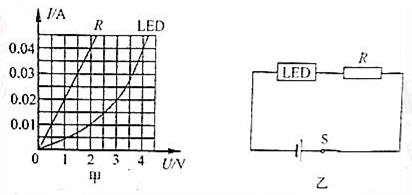 I/A
R LED
0.04
0.03
0.02
0.01
0 1 2 3 4 U/V
甲
LED R
S
乙